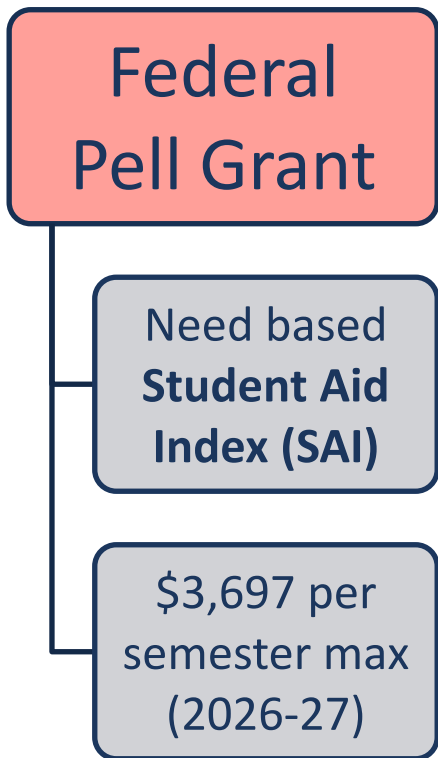 Federal
Pell Grant
Need based
Student Aid
Index (SAI)
$3,697 per
semester max
(2026-27)